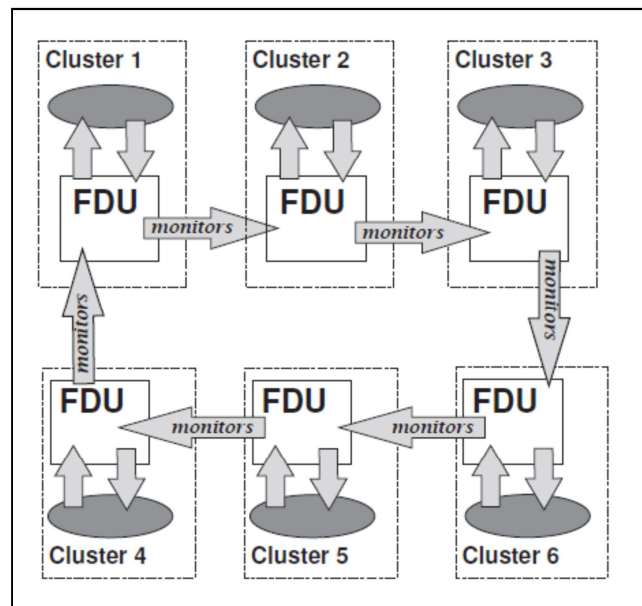 Cluster 1
Cluster 2
Cluster 3
FDU
FDU
FDU
monitors
monitors
monitors
monitors
FDU
FDU
FDU
monitors
monitors
Cluster 4
Cluster 5
Cluster 6